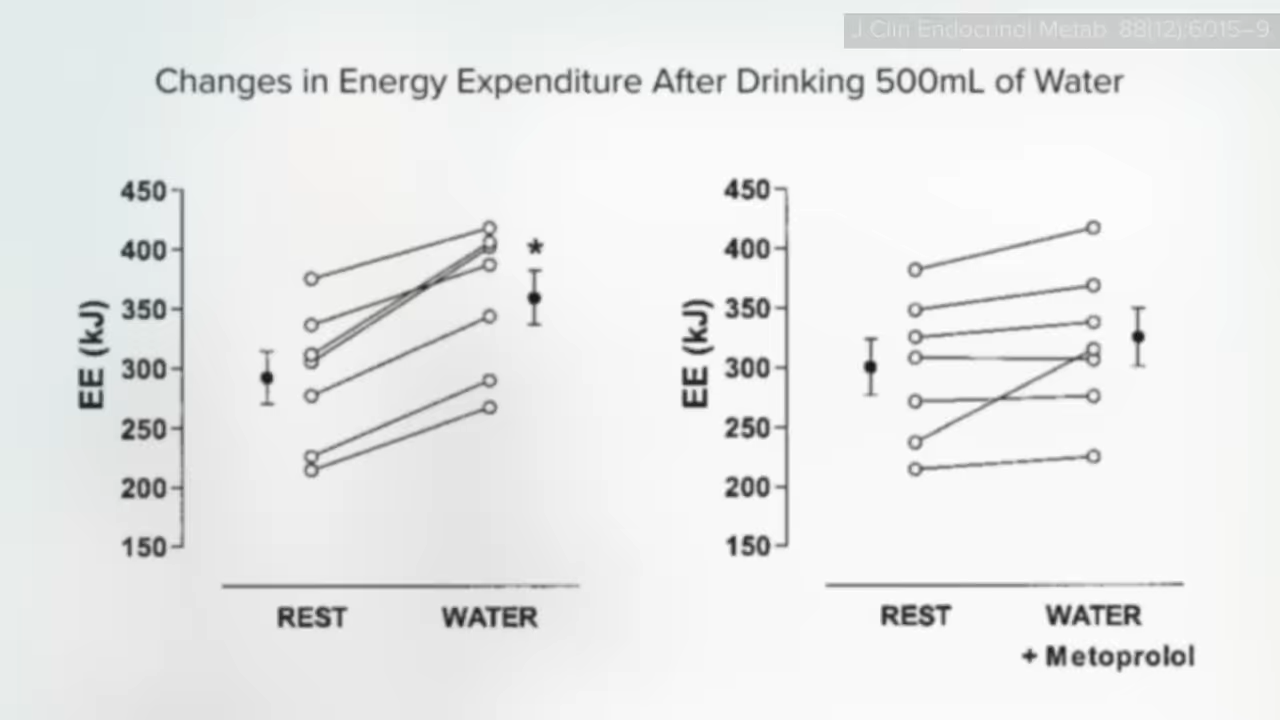 J Clin Endocrinol Metab 88(12):6015–9
Changes in Energy Expenditure After Drinking 500mL of Water
EE (kJ)
450
400
350
300
250
200
150
*
REST WATER
EE (kJ)
450
400
350
300
250
200
150
REST WATER
+ Metoprolol